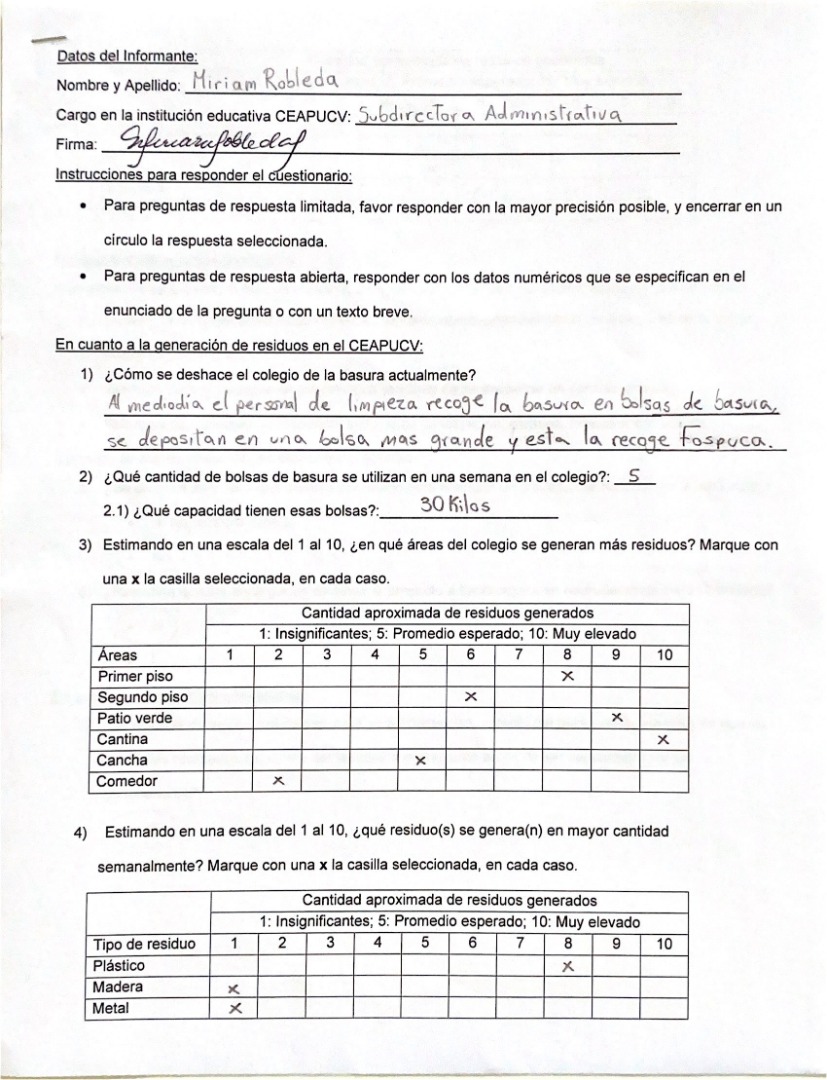 Datos del Informante:
Nombre y Apellido: Miriam Robleda
Cargo en la institución educativa CEAPUCV: Subdirectora Administrativa
Firma:
Instrucciones para responder el cuestionario:
• Para preguntas de respuesta limitada, favor responder con la mayor precisión posible, y encerrar en un
círculo la respuesta seleccionada.
• Para preguntas de respuesta abierta, responder con los datos numéricos que se especifican en el
enunciado de la pregunta o con un texto breve.
En cuanto a la generación de residuos en el CEAPUCV:
1) ¿Cómo se deshace el colegio de la basura actualmente?
Al mediodía el personal de limpieza recoge la basura en bolsas de basura,
se depositan en una bolsa mas grande y esta la recoge Fospuca.
2) ¿Qué cantidad de bolsas de basura se utilizan en una semana en el colegio?: 5
2.1) ¿Qué capacidad tienen esas bolsas?: 30 Kilos
3) Estimando en una escala del 1 al 10, ¿en qué áreas del colegio se generan más residuos? Marque con
una x la casilla seleccionada, en cada caso.
Cantidad aproximada de residuos generados
1: Insignificantes; 5: Promedio esperado; 10: Muy elevado
Áreas 1 2 3 4 5 6 7 8 9 10
Primer piso x
Segundo piso x
Patio verde x
Cantina x
Cancha x
Comedor x
4) Estimando en una escala del 1 al 10, ¿qué residuo(s) se genera(n) en mayor cantidad
semanalmente? Marque con una x la casilla seleccionada, en cada caso.
Cantidad aproximada de residuos generados
1: Insignificantes; 5: Promedio esperado; 10: Muy elevado
Tipo de residuo 1 2 3 4 5 6 7 8 9 10
Plástico x
Madera x
Metal x